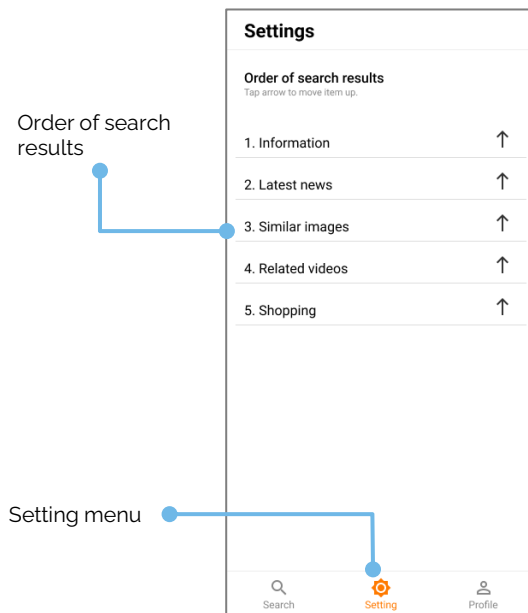 Settings
Order of search results
Tap arrow to move item up.
Order of search
results
1. Information
2. Latest news
3. Similar images
4. Related videos
5. Shopping
Setting menu
Search
Setting
Profile